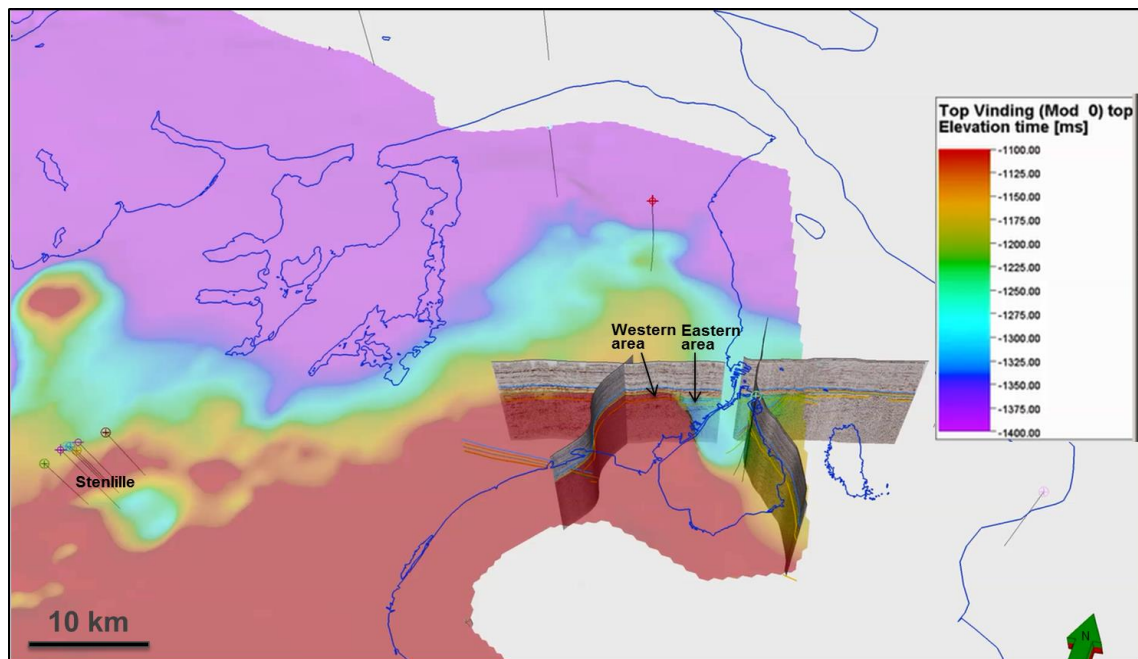 Top Vinding (Mod_0) top
Elevation time [ms]
-1100.00
-1125.00
-1150.00
-1175.00
-1200.00
-1225.00
-1250.00
-1275.00
-1300.00
-1325.00
-1350.00
-1375.00
-1400.00
Western Eastern
area area
Stenlille
10 km
N